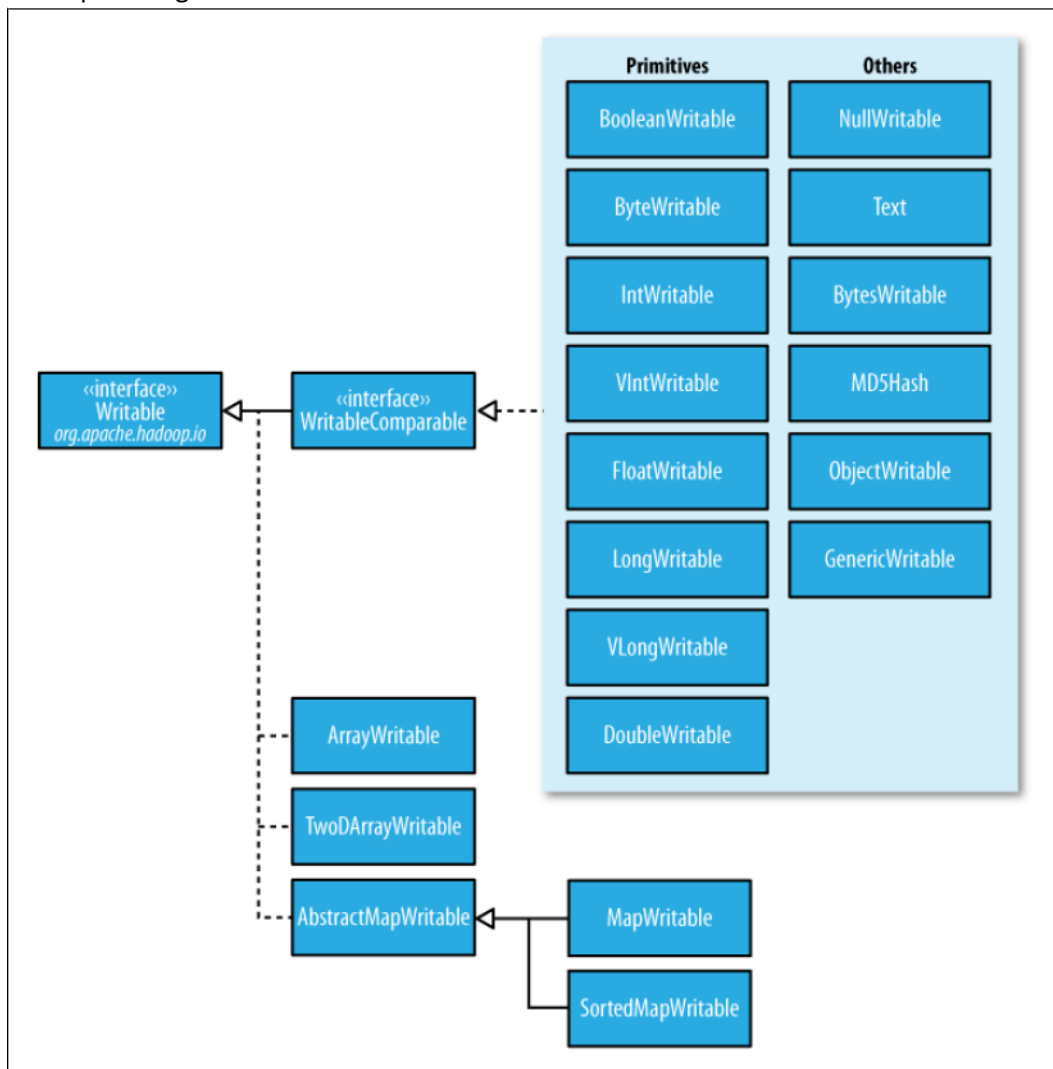 Primitives
Others
BooleanWritable
NullWritable
ByteWritable
Text
IntWritable
BytesWritable
«interface»
Writable
org.apache.hadoop.io
«interface»
WritableComparable
VIntWritable
MD5Hash
FloatWritable
ObjectWritable
LongWritable
GenericWritable
VLongWritable
ArrayWritable
DoubleWritable
TwoDArrayWritable
AbstractMapWritable
MapWritable
SortedMapWritable